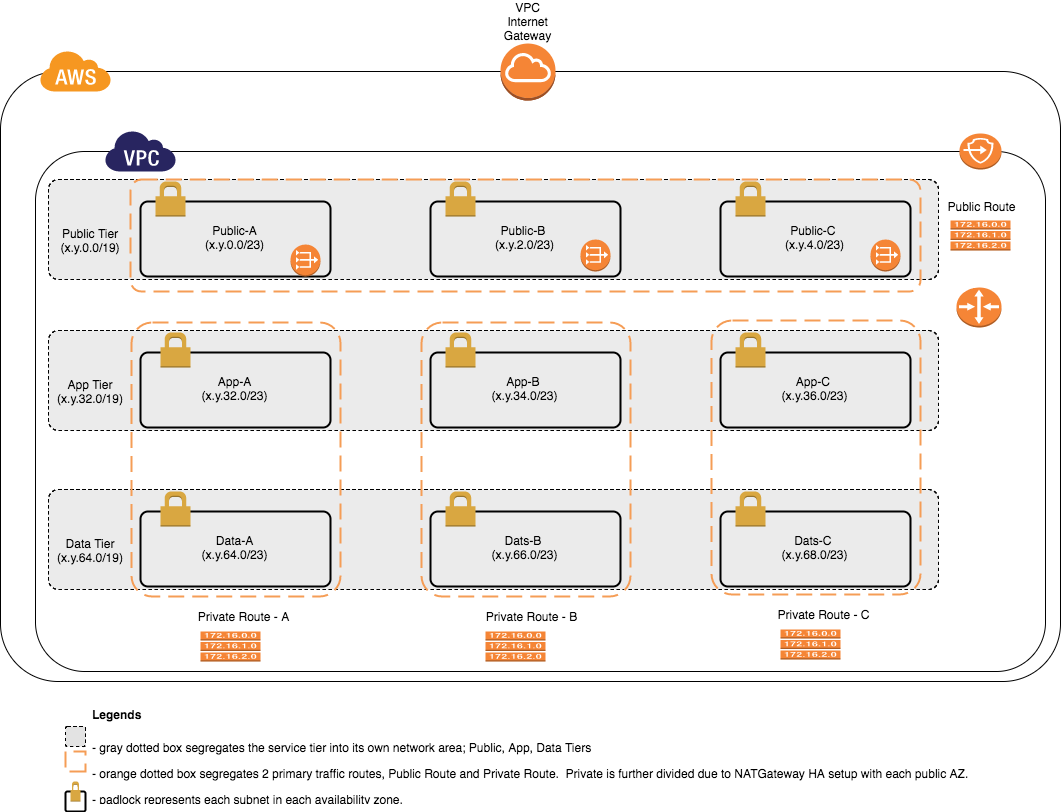 VPC
Internet
Gateway
AWS
VPC
Public Tier
(x.y.0.0/19)
Public-A
(x.y.0.0/23)
Public-B
(x.y.2.0/23)
Public-C
(x.y.4.0/23)
Public Route
172.16.0.0
172.16.1.0
172.16.2.0
App Tier
(x.y.32.0/19)
App-A
(x.y.32.0/23)
App-B
(x.y.34.0/23)
App-C
(x.y.36.0/23)
Data Tier
(x.y.64.0/19)
Data-A
(x.y.64.0/23)
Dats-B
(x.y.66.0/23)
Dats-C
(x.y.68.0/23)
Private Route - A
172.16.0.0
172.16.1.0
172.16.2.0
Private Route - B
172.16.0.0
172.16.1.0
172.16.2.0
Private Route - C
172.16.0.0
172.16.1.0
172.16.2.0
Legends
- gray dotted box segregates the service tier into its own network area; Public, App, Data Tiers
- orange dotted box segregates 2 primary traffic routes, Public Route and Private Route. Private is further divided due to NATGateway HA setup with each public AZ.
- padlock represents each subnet in each availability zone.